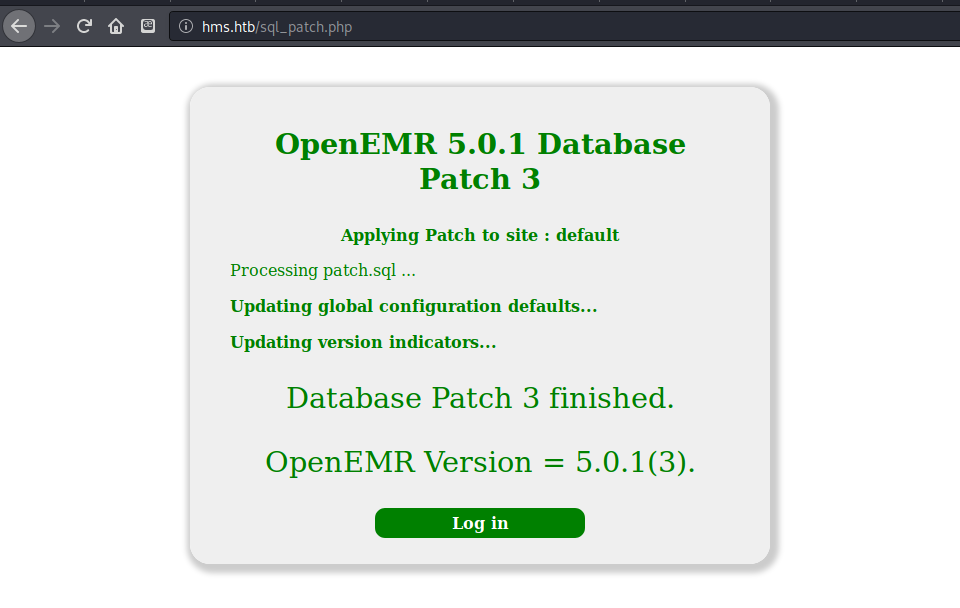 hms.htb/sql_patch.php
OpenEMR 5.0.1 Database
Patch 3
Applying Patch to site : default
Processing patch.sql ...
Updating global configuration defaults...
Updating version indicators...
Database Patch 3 finished.
OpenEMR Version = 5.0.1(3).
Log in